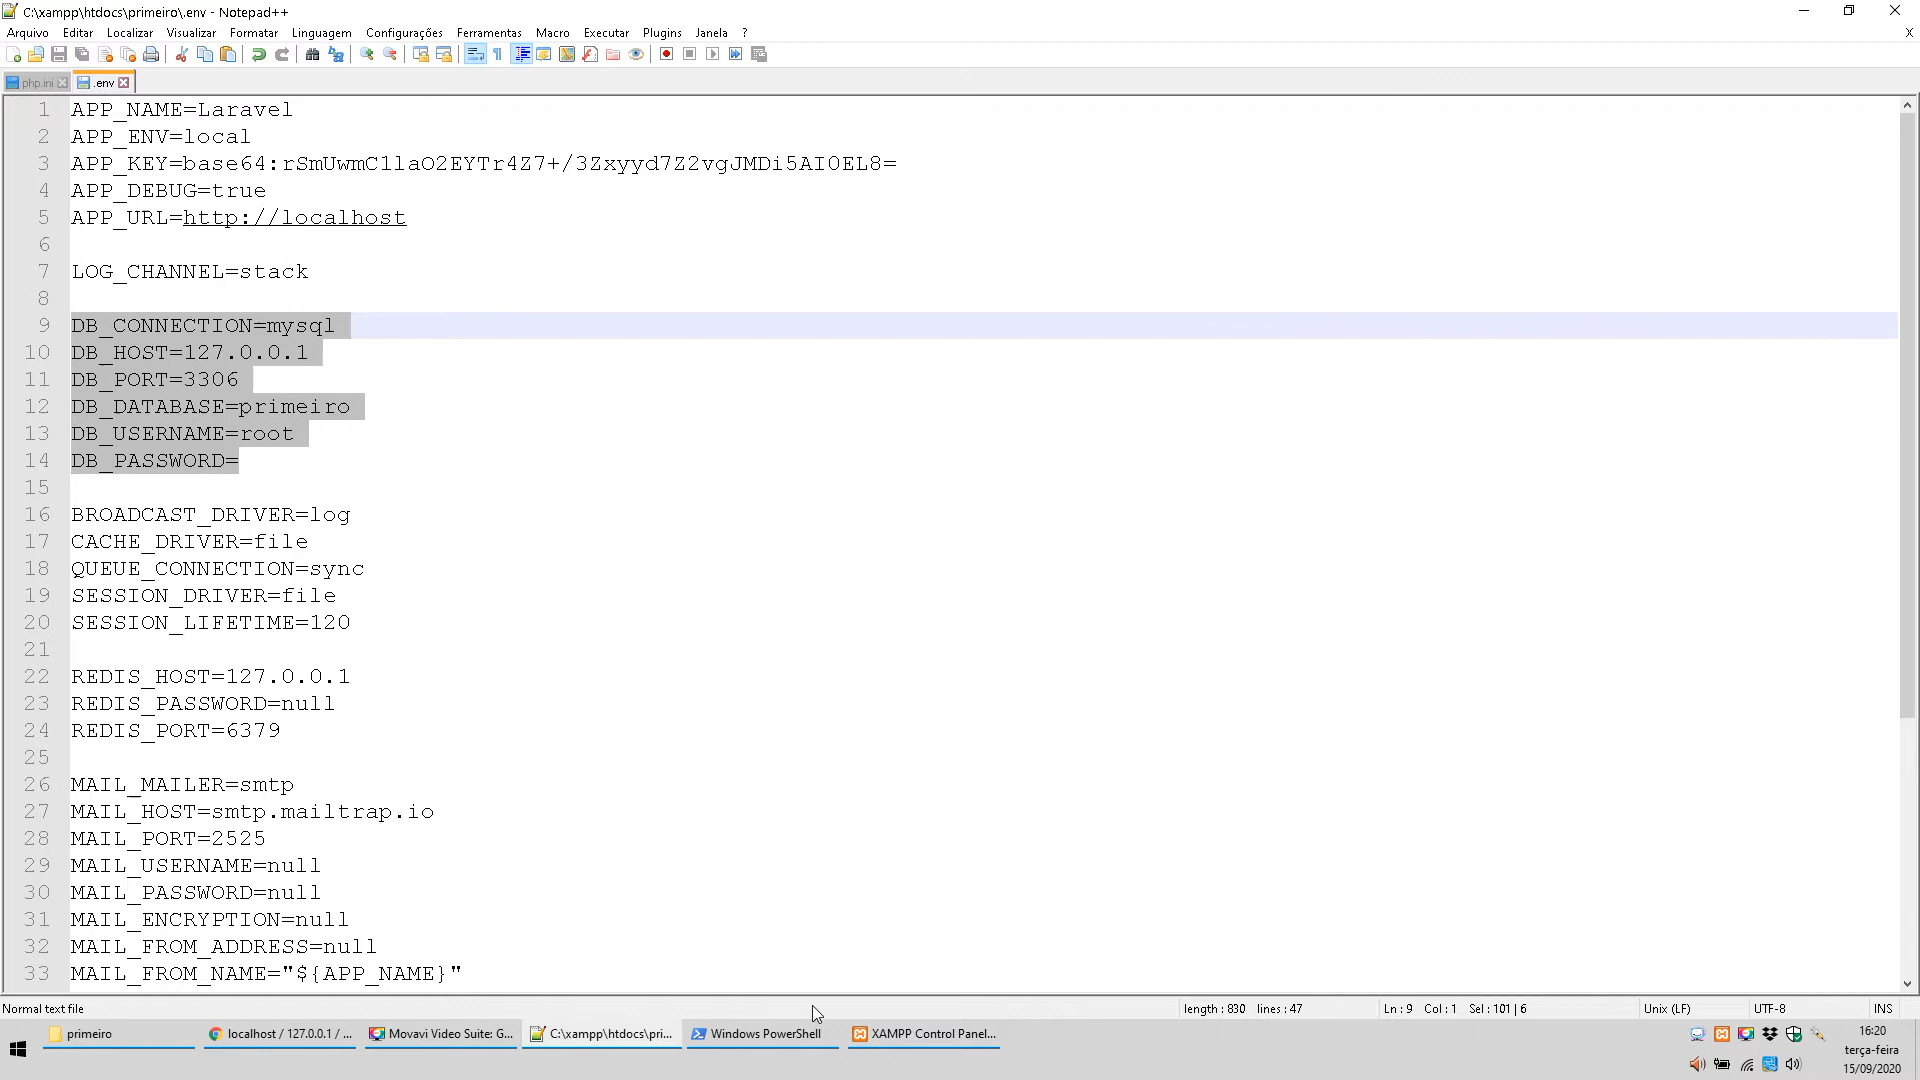 C:\xampp\htdocs\primeiro\.env - Notepad++
Arquivo Editar Localizar Visualizar Formatar Linguagem Configurações Ferramentas Macro Executar Plugins Janela ? X
php.ini .env
1 APP_NAME=Laravel
2 APP_ENV=local
3 APP_KEY=base64:rSmUwmC1laO2EYTr4Z7+/3Zxyyd7Z2vgJMDi5AI0EL8=
4 APP_DEBUG=true
5 APP_URL=http://localhost
6
7 LOG_CHANNEL=stack
8
9 DB_CONNECTION=mysql
10 DB_HOST=127.0.0.1
11 DB_PORT=3306
12 DB_DATABASE=primeiro
13 DB_USERNAME=root
14 DB_PASSWORD=
15
16 BROADCAST_DRIVER=log
17 CACHE_DRIVER=file
18 QUEUE_CONNECTION=sync
19 SESSION_DRIVER=file
20 SESSION_LIFETIME=120
21
22 REDIS_HOST=127.0.0.1
23 REDIS_PASSWORD=null
24 REDIS_PORT=6379
25
26 MAIL_MAILER=smtp
27 MAIL_HOST=smtp.mailtrap.io
28 MAIL_PORT=2525
29 MAIL_USERNAME=null
30 MAIL_PASSWORD=null
31 MAIL_ENCRYPTION=null
32 MAIL_FROM_ADDRESS=null
33 MAIL_FROM_NAME="${APP_NAME}"
Normal text file length : 830 lines : 47 Ln : 9 Col : 1 Sel : 101 | 6 Unix (LF) UTF-8 INS
primeiro localhost / 127.0.0.1 / ... Movavi Video Suite: G... C:\xampp\htdocs\pri... Windows PowerShell XAMPP Control Panel...
16:20
terça-feira
15/09/2020